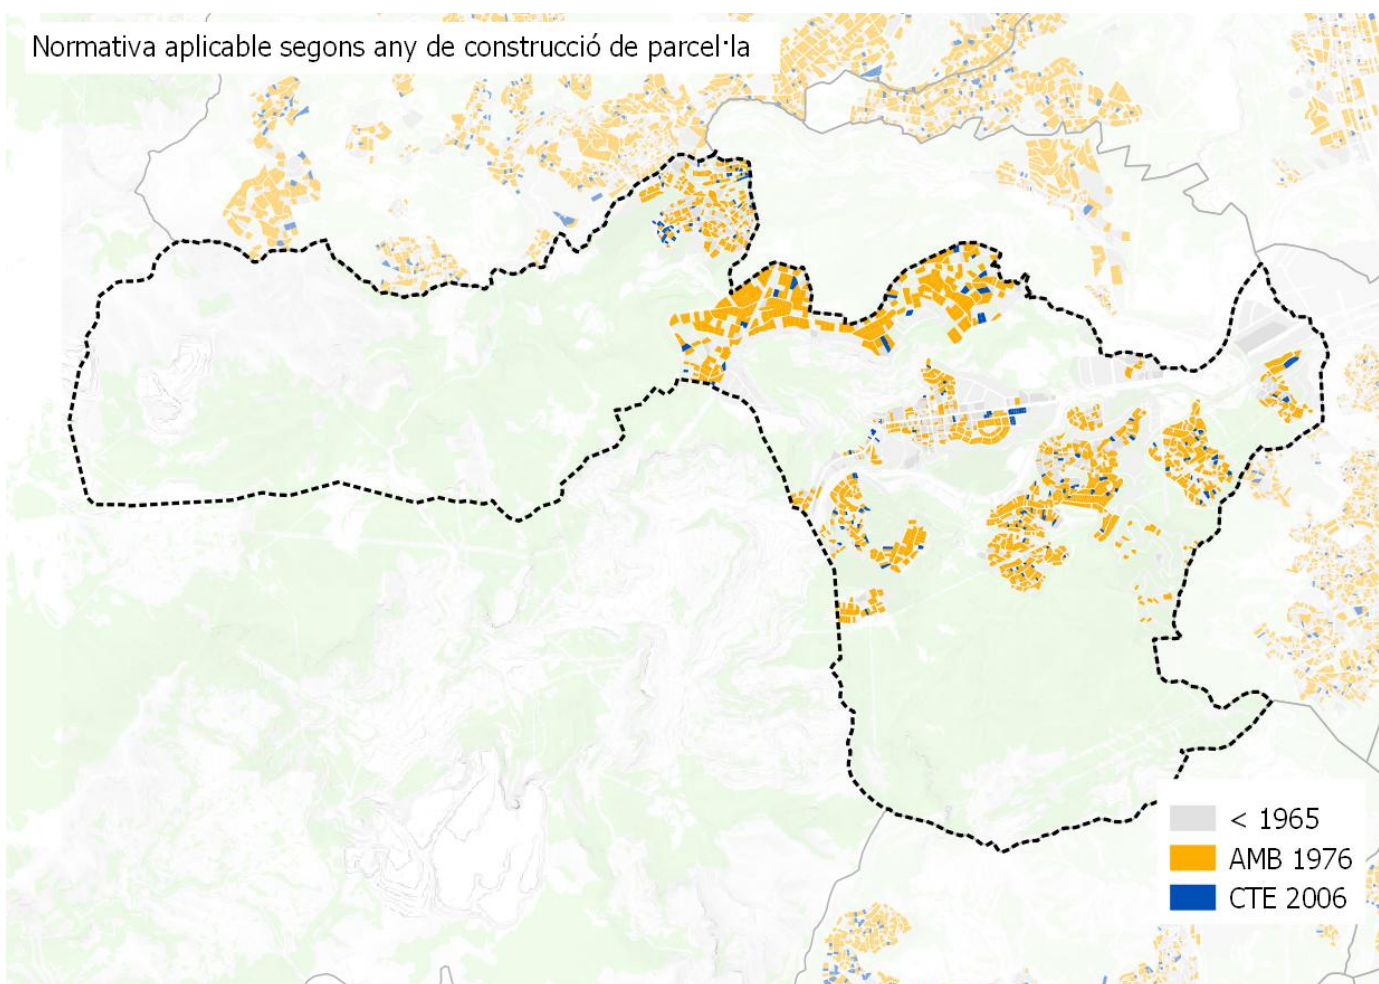 Normativa aplicable segons any de construcció de parcel·la
< 1965
AMB 1976
CTE 2006